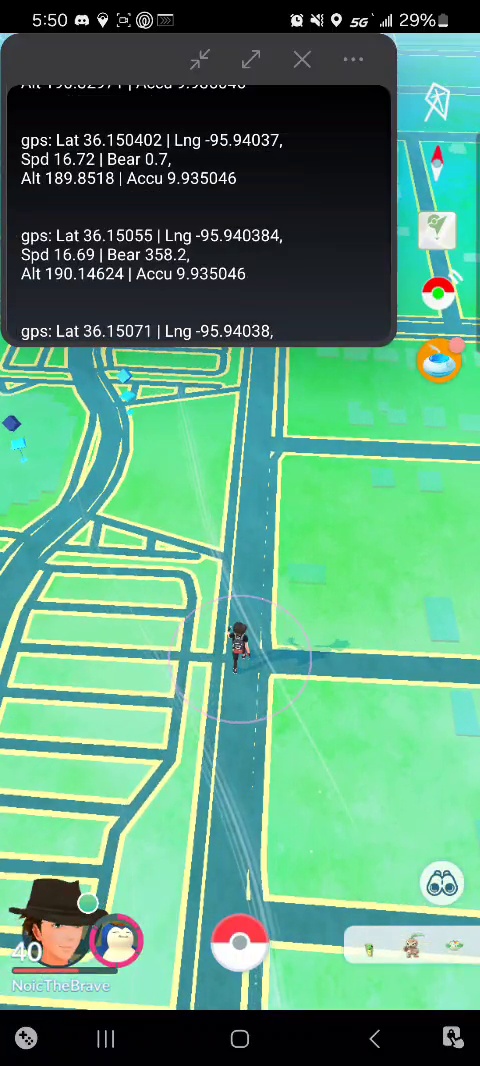 5:50
5G
29%
gps: Lat 36.150402 | Lng -95.94037,
Spd 16.72 | Bear 0.7,
Alt 189.8518 | Accu 9.935046
gps: Lat 36.15055 | Lng -95.940384,
Spd 16.69 | Bear 358.2,
Alt 190.14624 | Accu 9.935046
gps: Lat 36.15071 | Lng -95.94038,
40
NoicTheBrave